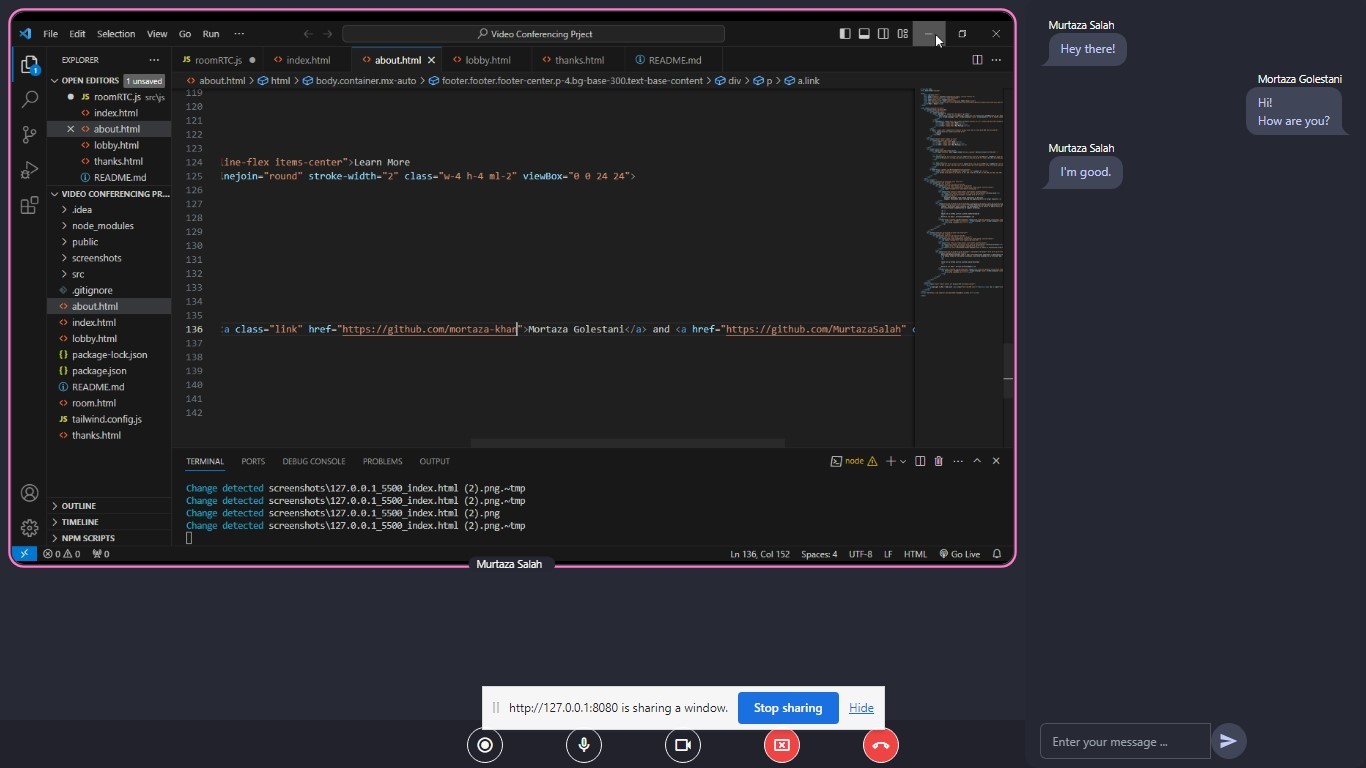 File Edit Selection View Go Run ···
Video Conferencing Prject
EXPLORER ···
OPEN EDITORS 1 unsaved
roomRTC.js src\js
index.html
about.html
lobby.html
thanks.html
README.md
VIDEO CONFERENCING PR...
.idea
node_modules
public
screenshots
src
.gitignore
about.html
index.html
lobby.html
package-lock.json
package.json
README.md
room.html
tailwind.config.js
thanks.html
OUTLINE
TIMELINE
NPM SCRIPTS
1
JS roomRTC.js index.html about.html lobby.html thanks.html README.md
about.html > html > body.container.mx-auto > footer.footer.footer-center.p-4.bg-base-300.text-base-content > div > p > a.link
119
120
121
122
123
124 line-flex items-center">Learn More
125 inejoin="round" stroke-width="2" class="w-4 h-4 ml-2" viewBox="0 0 24 24">
126
127
128
129
130
131
132
133
134
135
136 a class="link" href="https://github.com/mortaza-khan">Mortaza Golestani</a> and <a href="https://github.com/MurtazaSalah"
137
138
139
140
141
142
TERMINAL PORTS DEBUG CONSOLE PROBLEMS OUTPUT node
Change detected screenshots\127.0.0.1_5500_index.html (2).png.~tmp
Change detected screenshots\127.0.0.1_5500_index.html (2).png.~tmp
Change detected screenshots\127.0.0.1_5500_index.html (2).png
Change detected screenshots\127.0.0.1_5500_index.html (2).png.~tmp
0 0 0 Ln 136, Col 152 Spaces: 4 UTF-8 LF HTML Go Live
Murtaza Salah
http://127.0.0.1:8080 is sharing a window. Stop sharing Hide
Murtaza Salah
Hey there!
Mortaza Golestani
Hi!
How are you?
Murtaza Salah
I'm good.
Enter your message ...